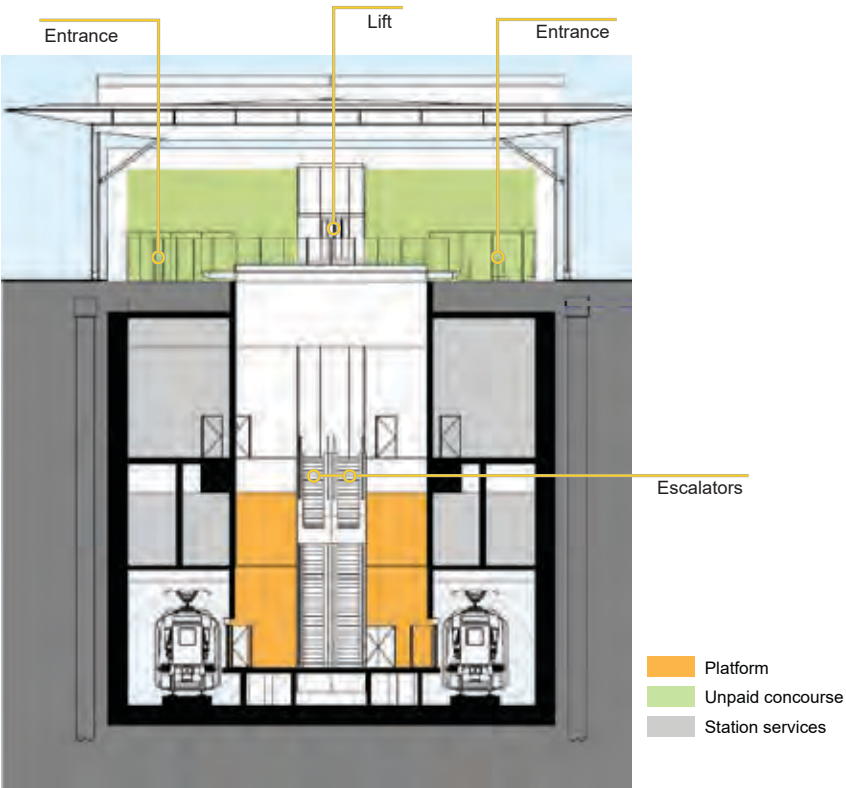 Lift
Entrance
Entrance
Escalators
Platform
Unpaid concourse
Station services